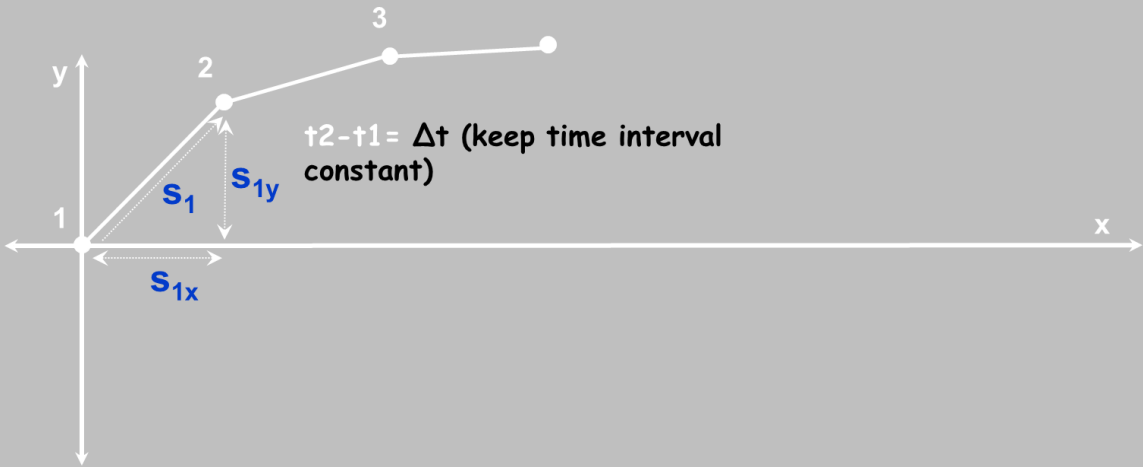 3
2
y
t2-t1= Δt (keep time interval
constant)
s1y
s1
1
x
s1x